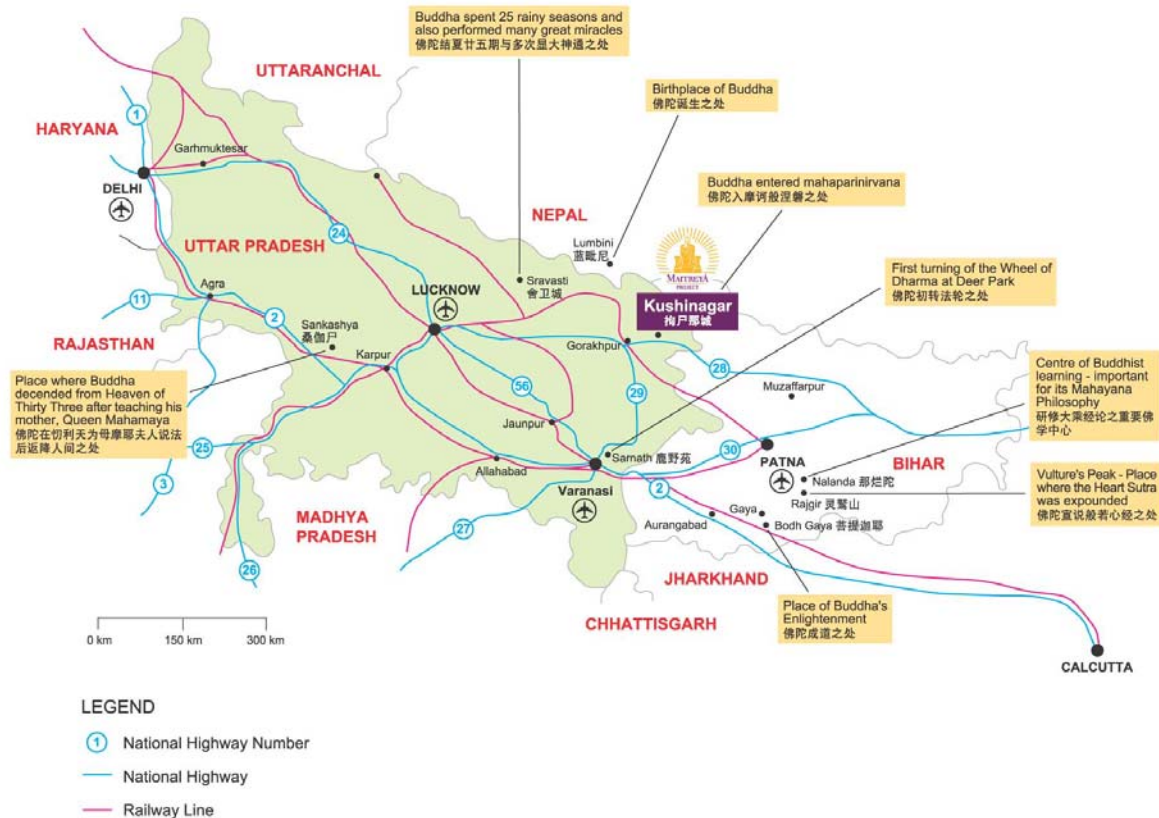 Buddha spent 25 rainy seasons and
also performed many great miracles
佛陀结夏廿五期与多次显大神通之处
UTTARANCHAL
Birthplace of Buddha
佛陀诞生之处
1
HARYANA
Garhmuktesar
DELHI
Buddha entered mahaparinirvana
佛陀入摩诃般涅磐之处
NEPAL
24
UTTAR PRADESH
Lumbini
蓝毗尼
MAITREYA
PROJECT
Kushinagar
拘尸那城
First turning of the Wheel of
Dharma at Deer Park
佛陀初转法轮之处
Sravasti
舍卫城
Agra
11
2
LUCKNOW
Sankashya
桑伽尸
RAJASTHAN
Karpur
Gorakhpur
28
Muzaffarpur
Centre of Buddhist
learning - important
for its Mahayana
Philosophy
研修大乘经论之重要佛
学中心
Place where Buddha
decended from Heaven of
Thirty Three after teaching his
mother, Queen Mahamaya
佛陀在忉利天为母摩耶夫人说法
后返降人间之处
56
29
Jaunpur
25
3
Allahabad
Sarnath 鹿野苑
30
PATNA
BIHAR
Varanasi
2
Nalanda 那烂陀
Rajgir 灵鹫山
Vulture's Peak - Place
where the Heart Sutra
was expounded
佛陀宣说般若心经之处
MADHYA
PRADESH
27
26
Aurangabad
Gaya
Bodh Gaya 菩提迦耶
JHARKHAND
CHHATTISGARH
Place of Buddha's
Enlightenment
佛陀成道之处
0 km 150 km 300 km
CALCUTTA
LEGEND
1 National Highway Number
National Highway
Railway Line